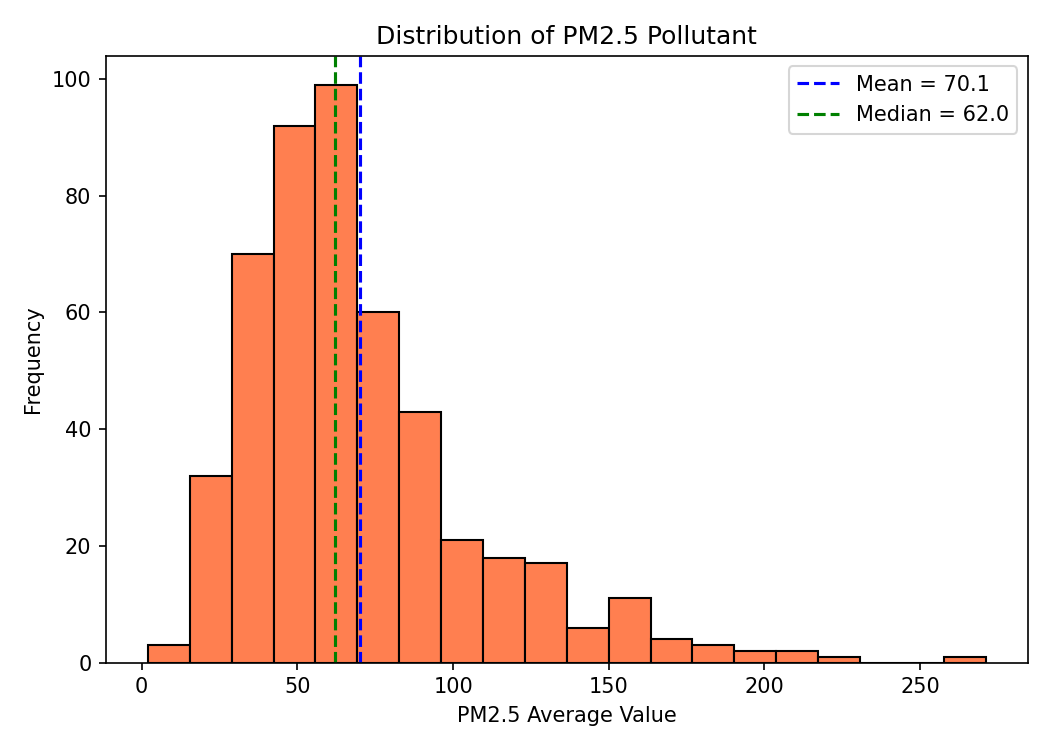 Distribution of PM2.5 Pollutant
Mean = 70.1
Median = 62.0
Frequency
100
80
60
40
20
0
0 50 100 150 200 250
PM2.5 Average Value